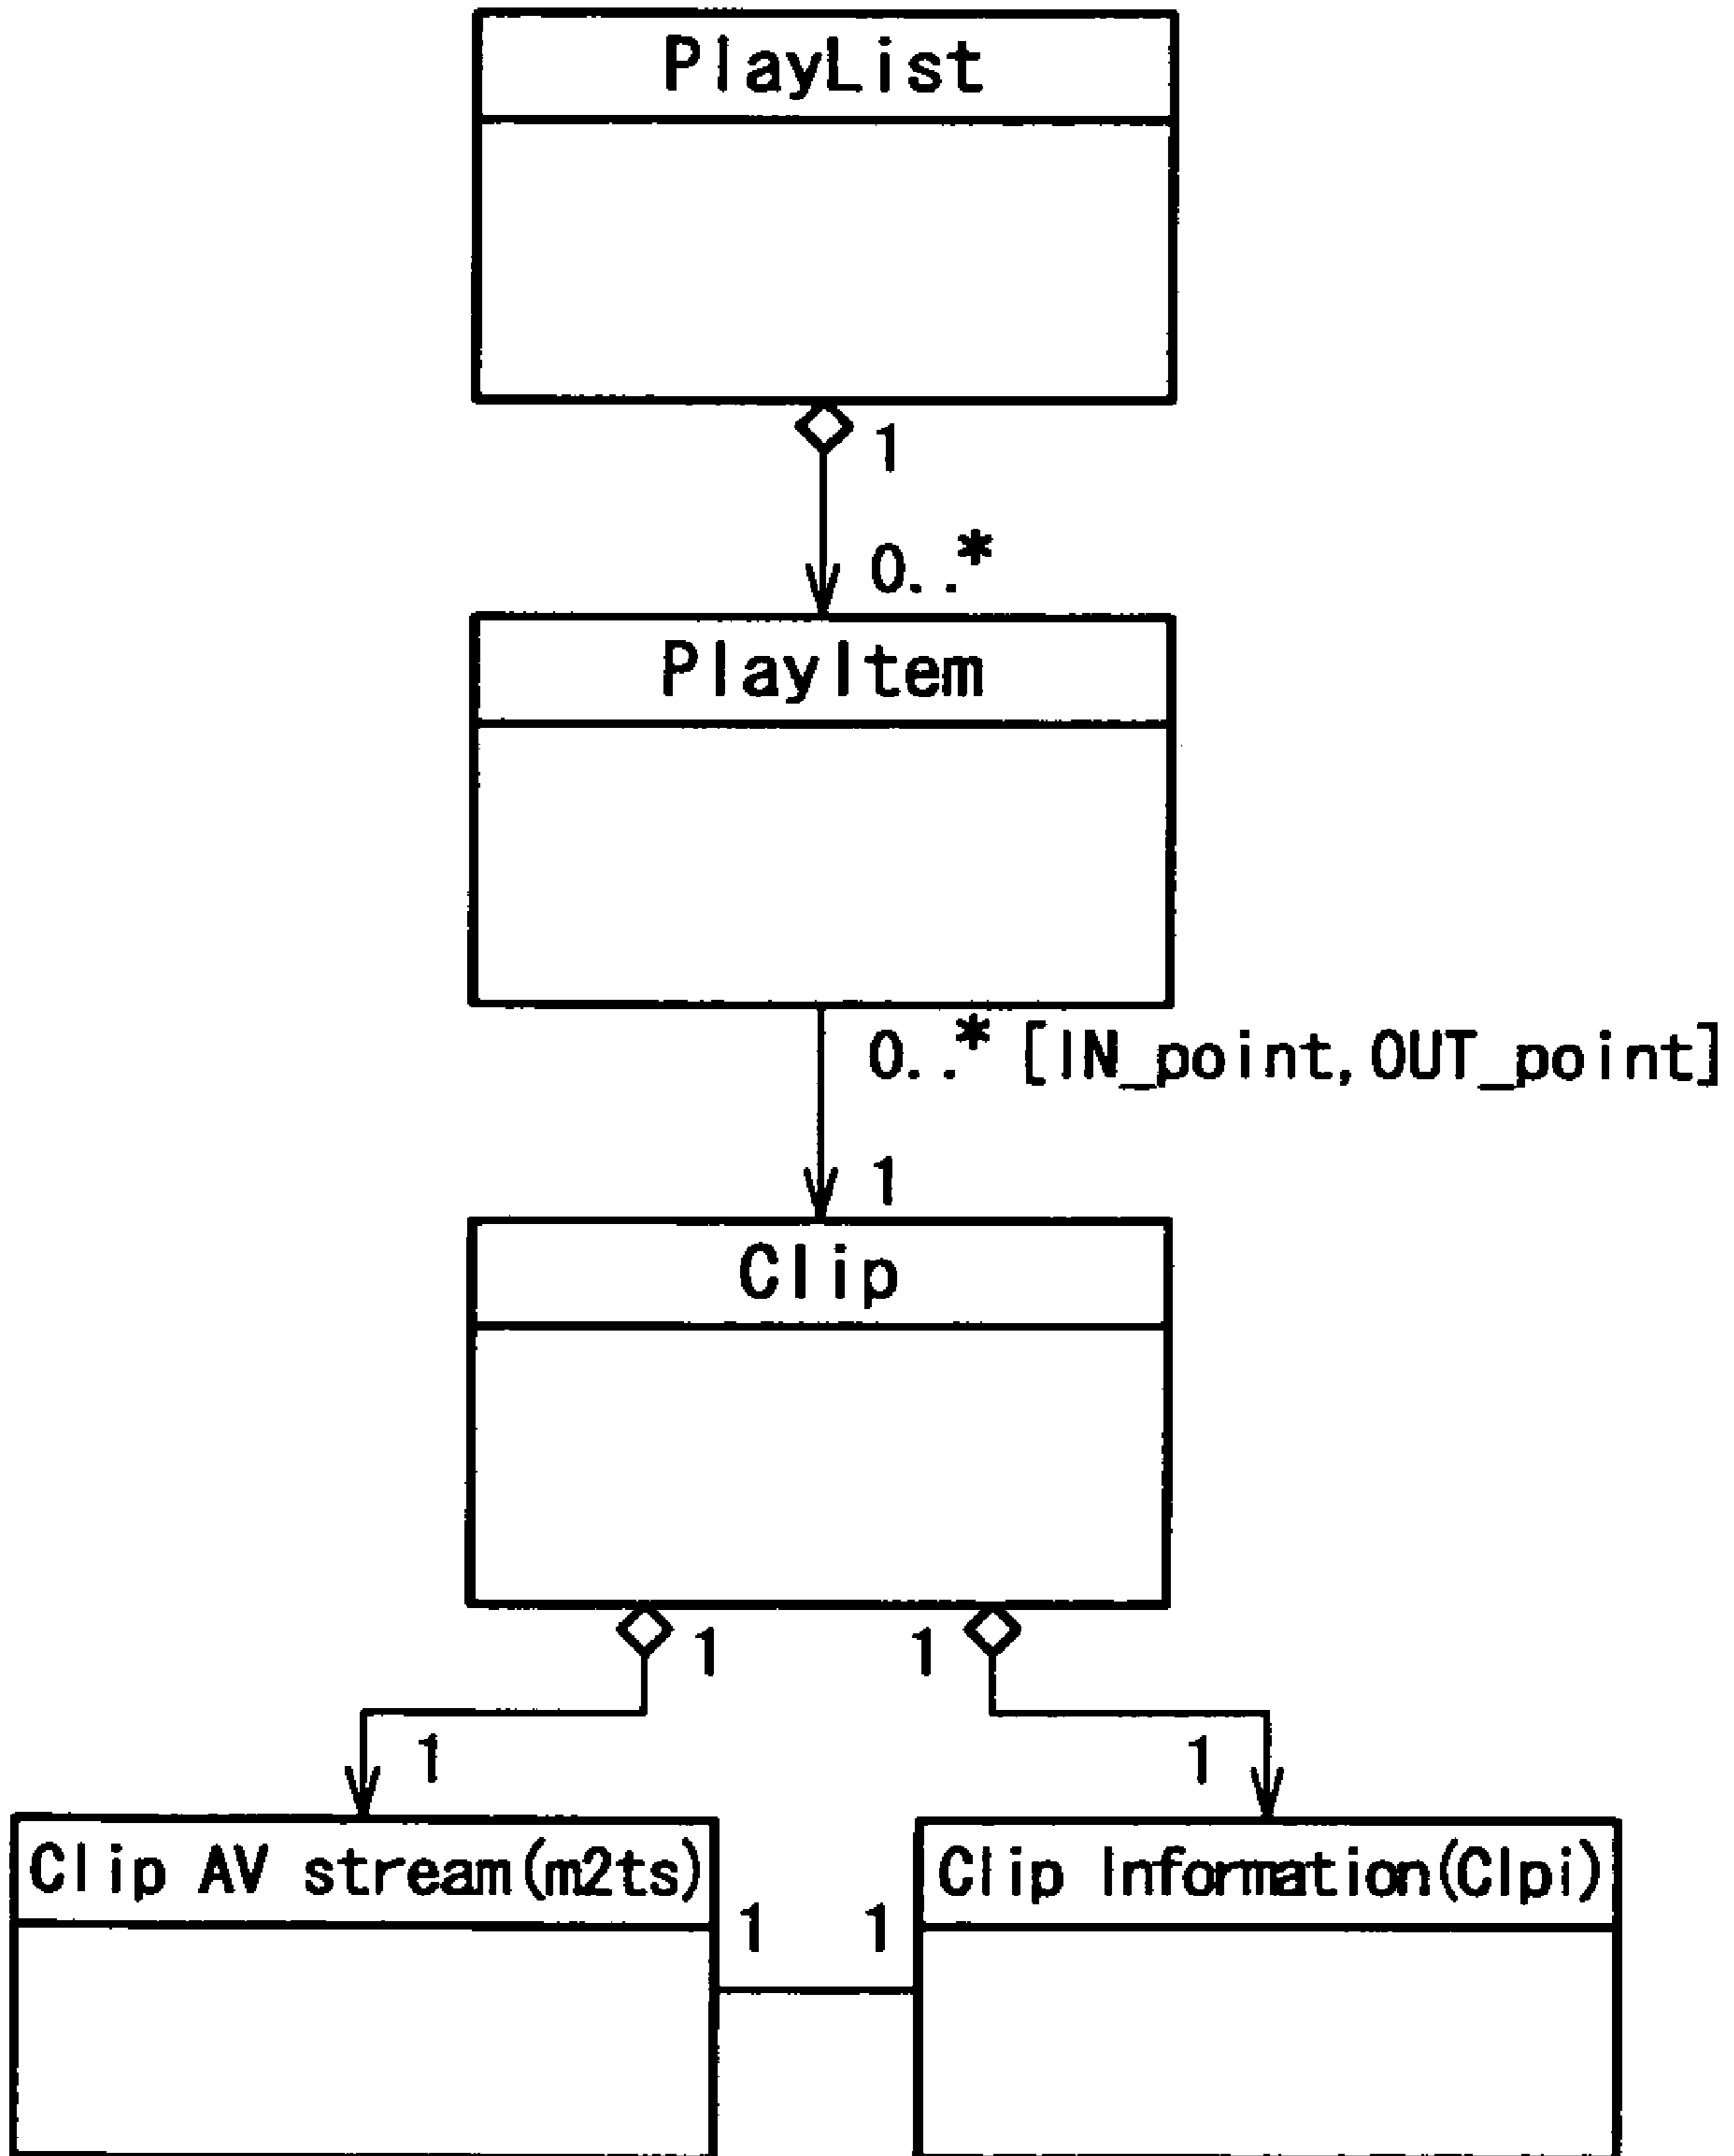 PlayList
1
0..*
PlayItem
0..* [IN_point,OUT_point]
1
Clip
1 1
1 1
Clip AV stream(m2ts) Clip Information(Clpi)
1 1